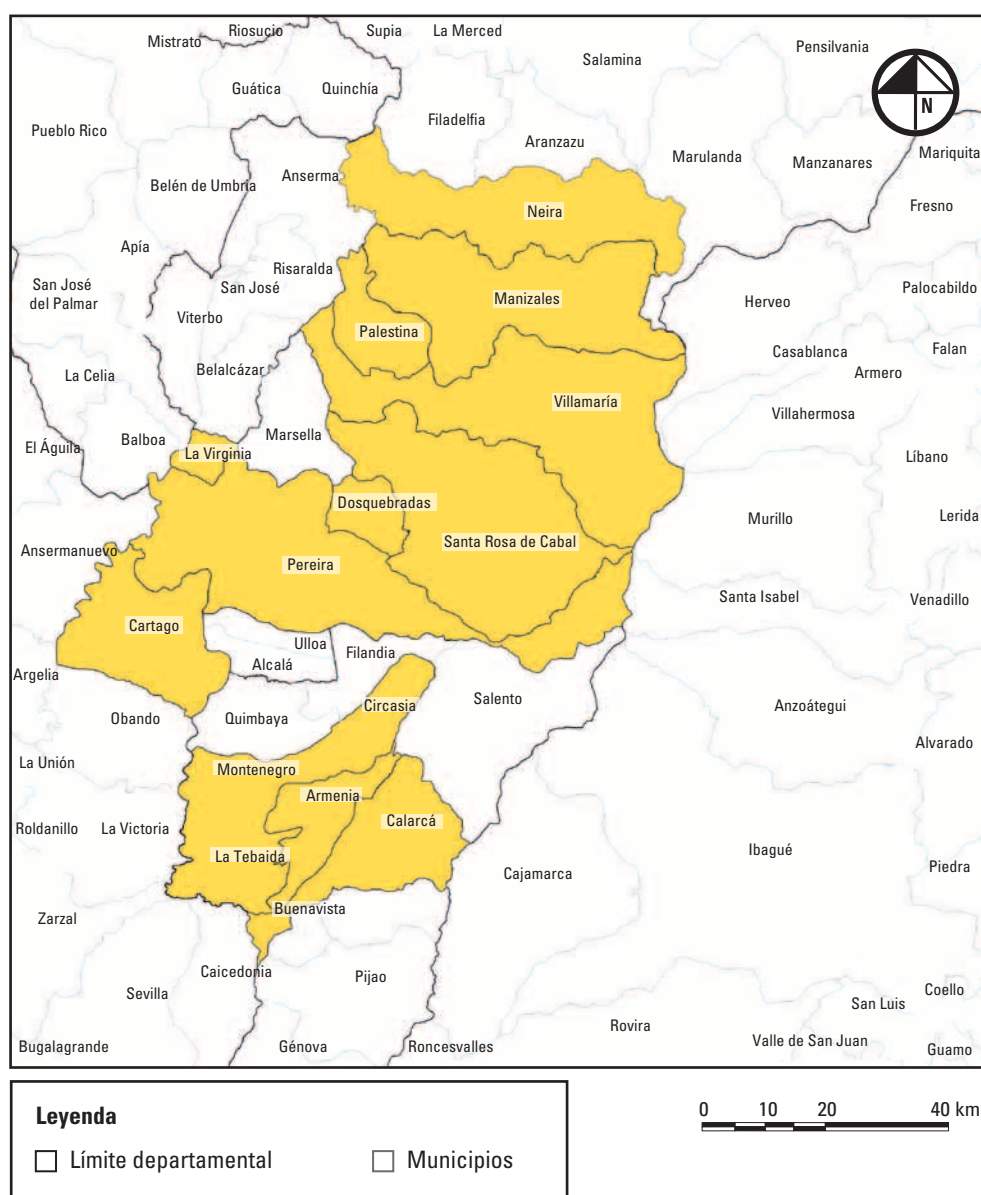 Mistrato
Riosucio
Supia
La Merced
Salamina
Pensilvania
Guática
Quinchía
Filadelfia
N
Pueblo Rico
Aranzazu
Marulanda
Manzanares
Mariquita
Belén de Umbría
Anserma
Neira
Fresno
Apía
San José
del Palmar
San José
Risaralda
Manizales
Herveo
Palocabildo
Viterbo
Palestina
La Celia
Belalcázar
Casablanca
Falan
Armero
Villamaría
Villahermosa
El Águila
Balboa
La Virginia
Marsella
Líbano
Dosquebradas
Murillo
Lerida
Ansermanuevo
Pereira
Santa Rosa de Cabal
Santa Isabel
Venadillo
Cartago
Ulloa
Alcalá
Filandia
Argelia
Salento
Obando
Quimbaya
Circasia
Anzoátegui
Alvarado
La Unión
Montenegro
Armenia
Calarcá
Roldanillo
La Victoria
La Tebaida
Cajamarca
Ibagué
Piedra
Zarzal
Buenavista
Caicedonia
Pijao
Sevilla
San Luis
Coello
Bugalagrande
Génova
Roncesvalles
Rovira
Valle de San Juan
Guamo
Leyenda
Límite departamental
Municipios
0 10 20 40 km